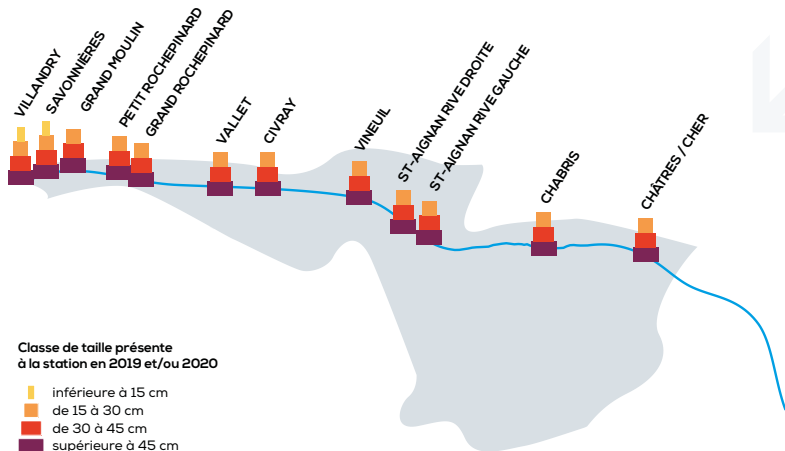 VILLANDRY
SAVONNIÈRES
GRAND MOULIN
PETIT ROCHEPINARD
GRAND ROCHEPINARD
VALLET
CIVRAY
VINEUIL
ST-AIGNAN RIVE DROITE
ST-AIGNAN RIVE GAUCHE
CHABRIS
CHÂTRES / CHER
Classe de taille présente
à la station en 2019 et/ou 2020
inférieure à 15 cm
de 15 à 30 cm
de 30 à 45 cm
supérieure à 45 cm